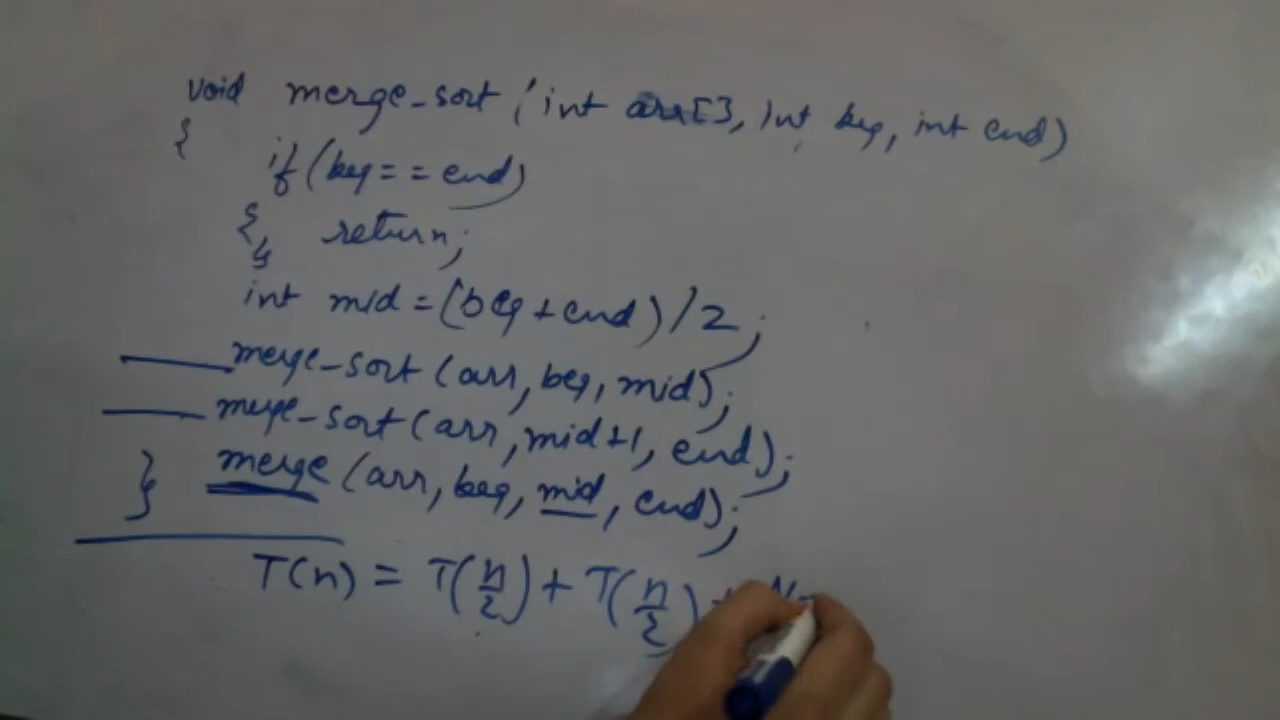 void merge_sort (int arr[], int beg, int end)
{ if (beg == end)
{ return;
}
int mid = (beg + end) / 2;
merge_sort (arr, beg, mid);
merge_sort (arr, mid+1, end);
} merge (arr, beg, mid, end);
T(n) = T(n/2) + T(n/2) +